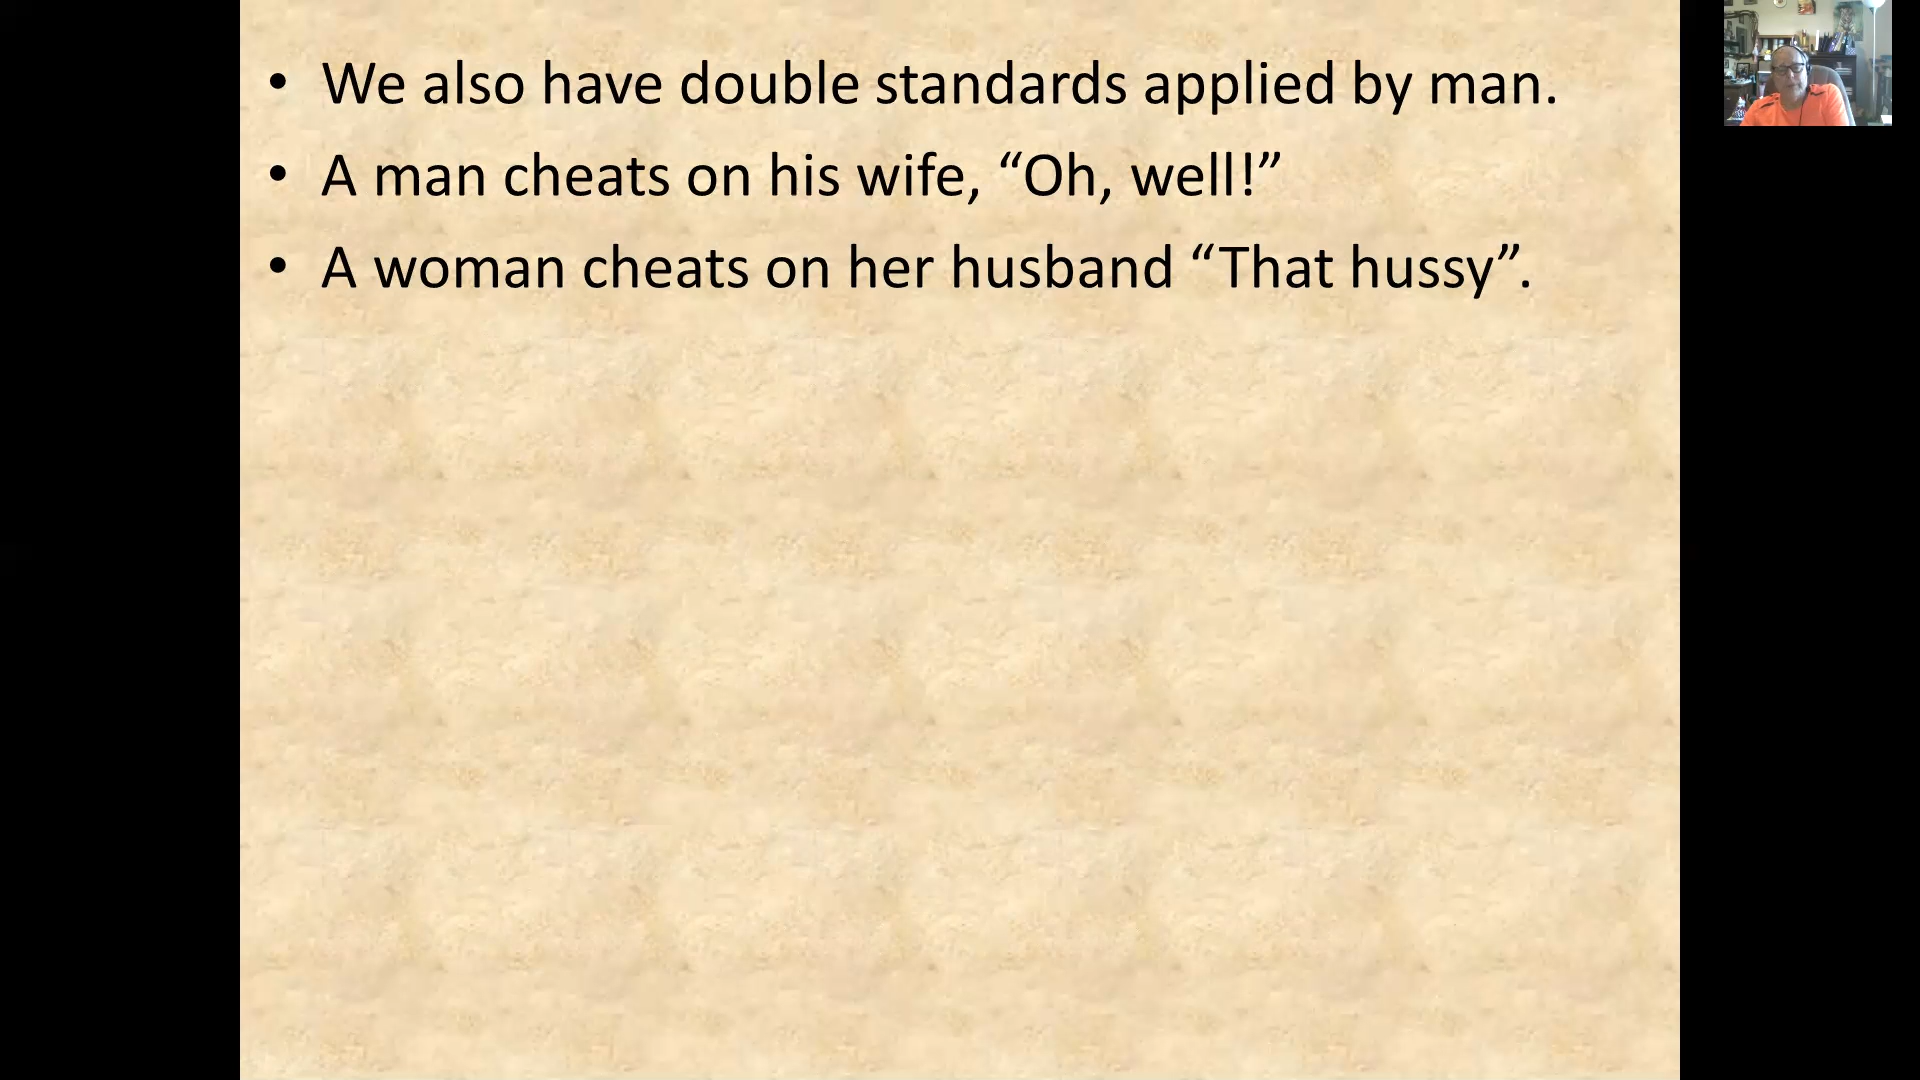 • We also have double standards applied by man.
• A man cheats on his wife, “Oh, well!”
• A woman cheats on her husband “That hussy”.